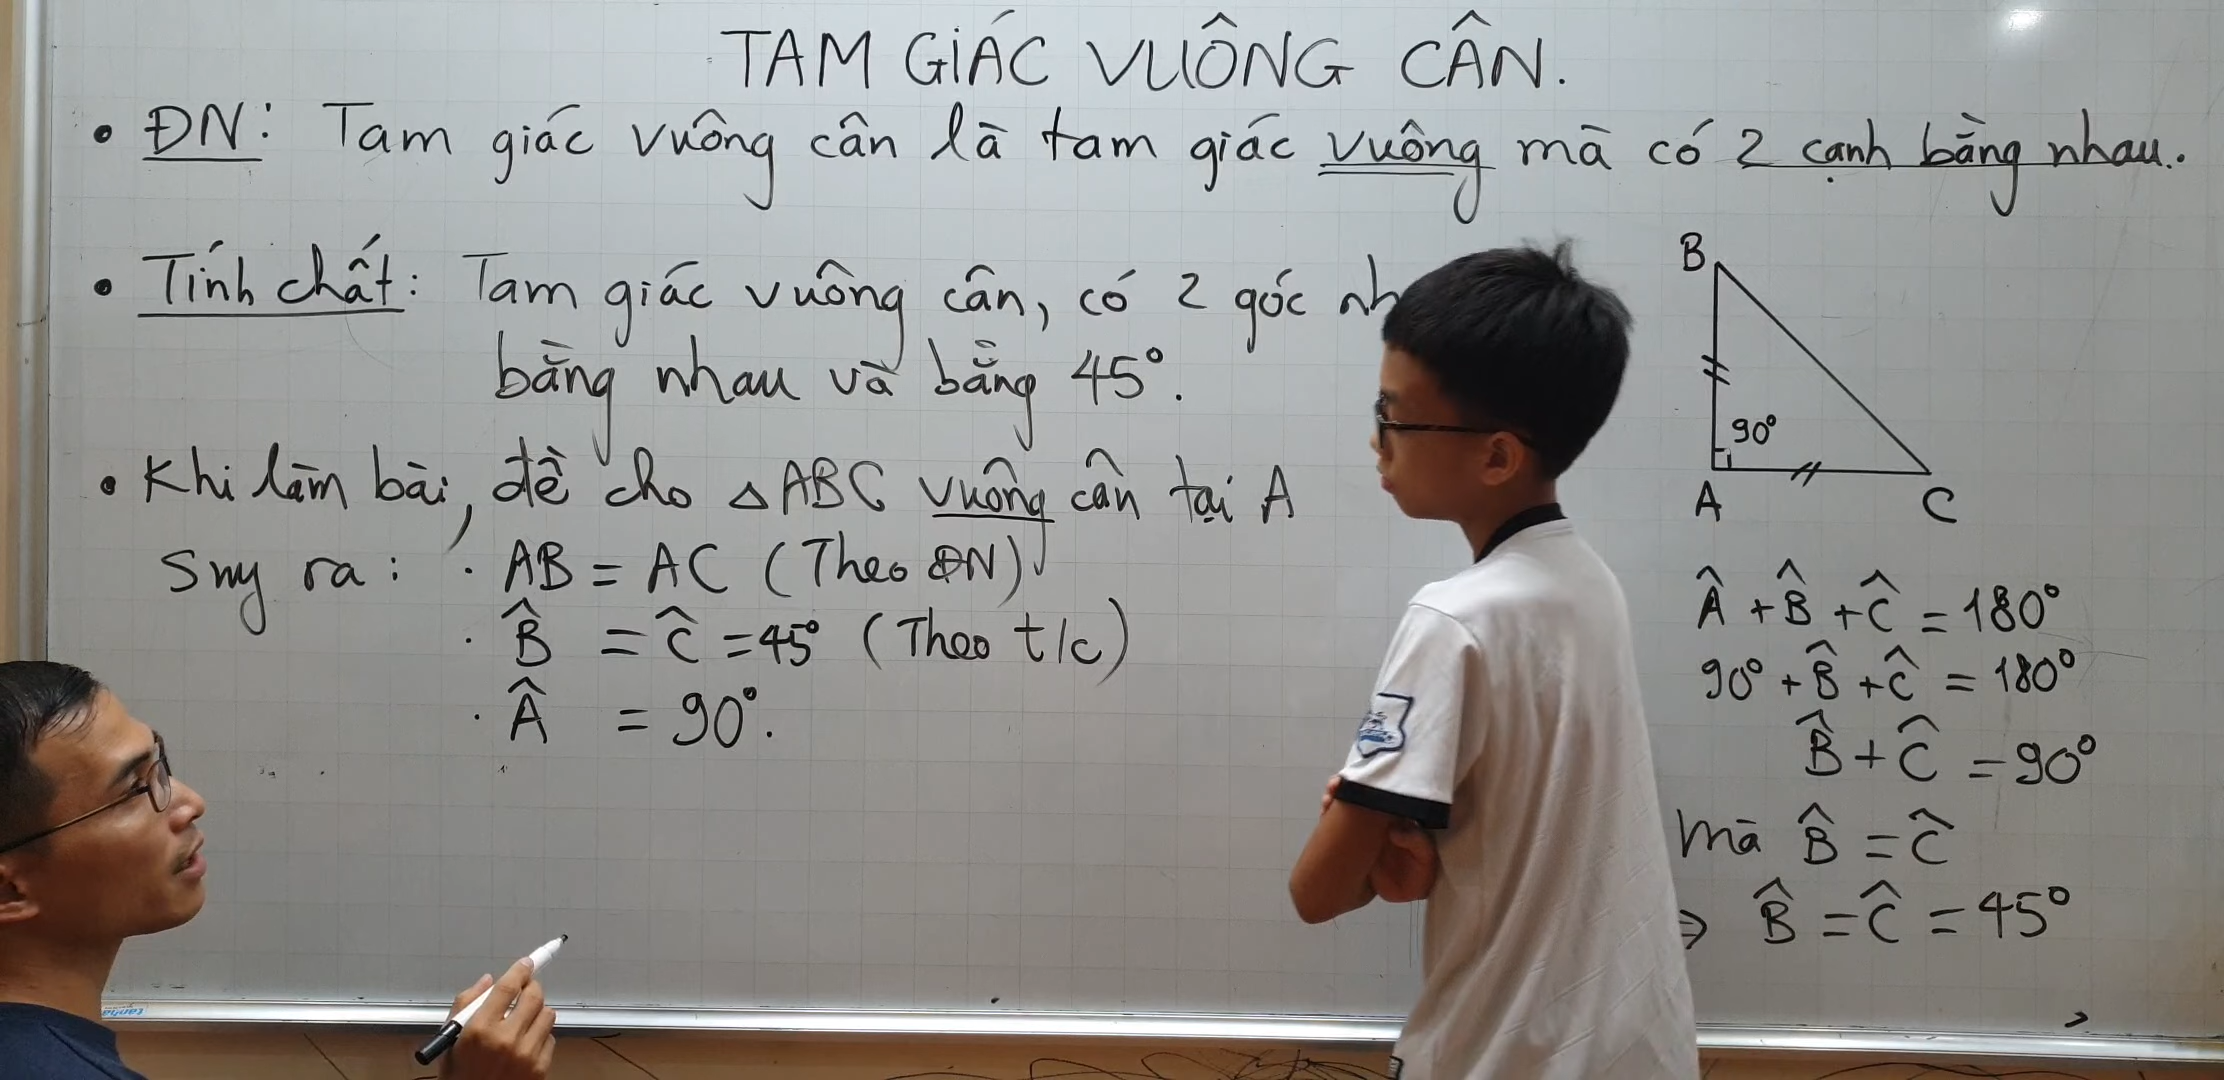 TAM GIÁC VUÔNG CÂN.
• ĐN: Tam giác vuông cân là tam giác vuông mà có 2 cạnh bằng nhau.
• Tính chất: Tam giác vuông cân, có 2 góc nh
bằng nhau và bằng 45°.
• Khi làm bài, đề cho △ABC vuông cân tại A
Suy ra: · AB = AC (Theo ĐN)
· B̂ = Ĉ = 45° (Theo t/c)
· Â = 90°.
B
90°
A
C
Â + B̂ + Ĉ = 180°
90° + B̂ + Ĉ = 180°
B̂ + Ĉ = 90°
mà B̂ = Ĉ
⇒ B̂ = Ĉ = 45°